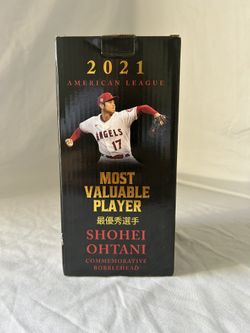 2021
AMERICAN LEAGUE
ANGELS
17
MOST
VALUABLE
PLAYER
最優秀選手
SHOHEI
OHTANI
COMMEMORATIVE
BOBBLEHEAD